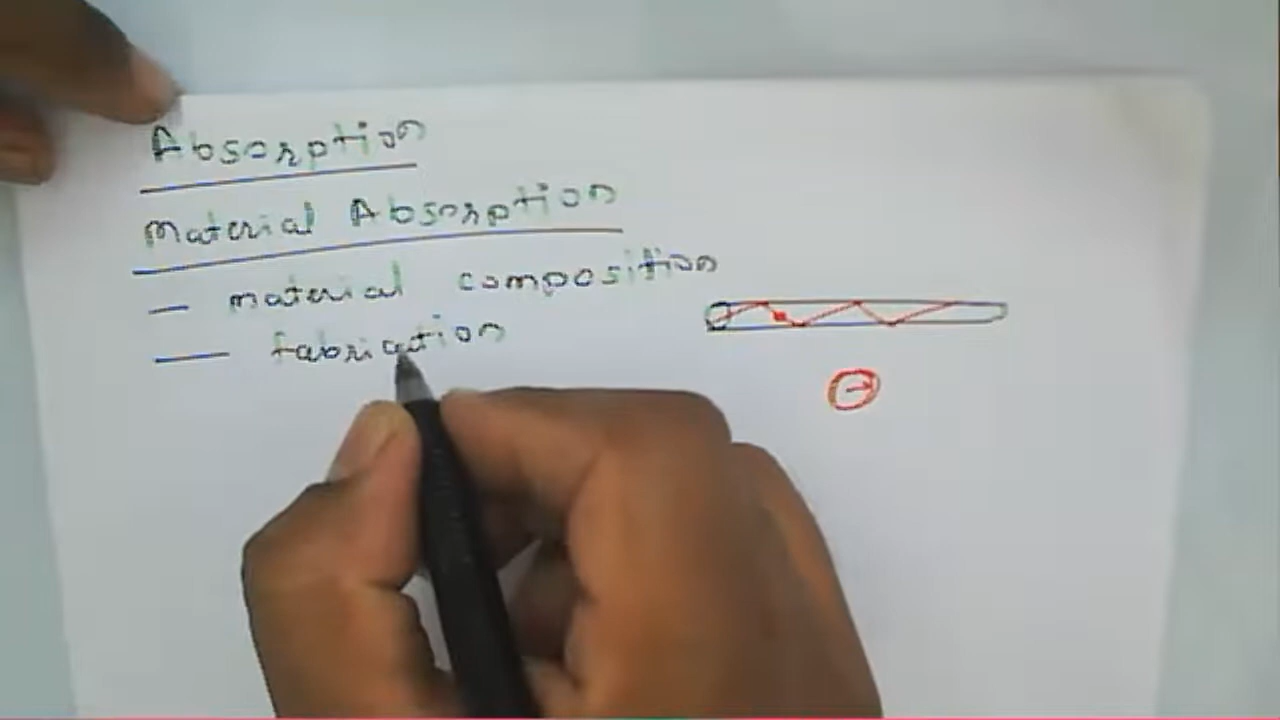 Absorption
Material Absorption
— material composition
— fabrication